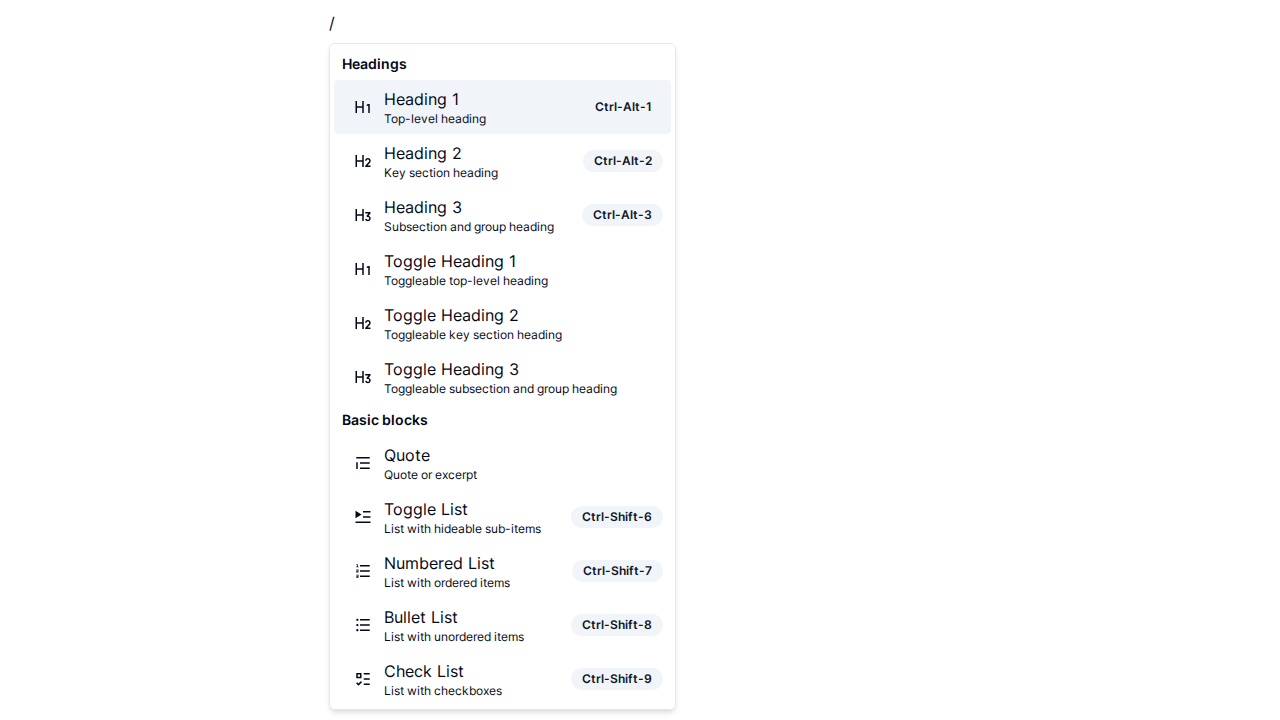 /
Headings
H1 Heading 1 Ctrl-Alt-1
Top-level heading
H2 Heading 2 Ctrl-Alt-2
Key section heading
H3 Heading 3 Ctrl-Alt-3
Subsection and group heading
H1 Toggle Heading 1
Toggleable top-level heading
H2 Toggle Heading 2
Toggleable key section heading
H3 Toggle Heading 3
Toggleable subsection and group heading
Basic blocks
Quote
Quote or excerpt
Toggle List Ctrl-Shift-6
List with hideable sub-items
Numbered List Ctrl-Shift-7
List with ordered items
Bullet List Ctrl-Shift-8
List with unordered items
Check List Ctrl-Shift-9
List with checkboxes